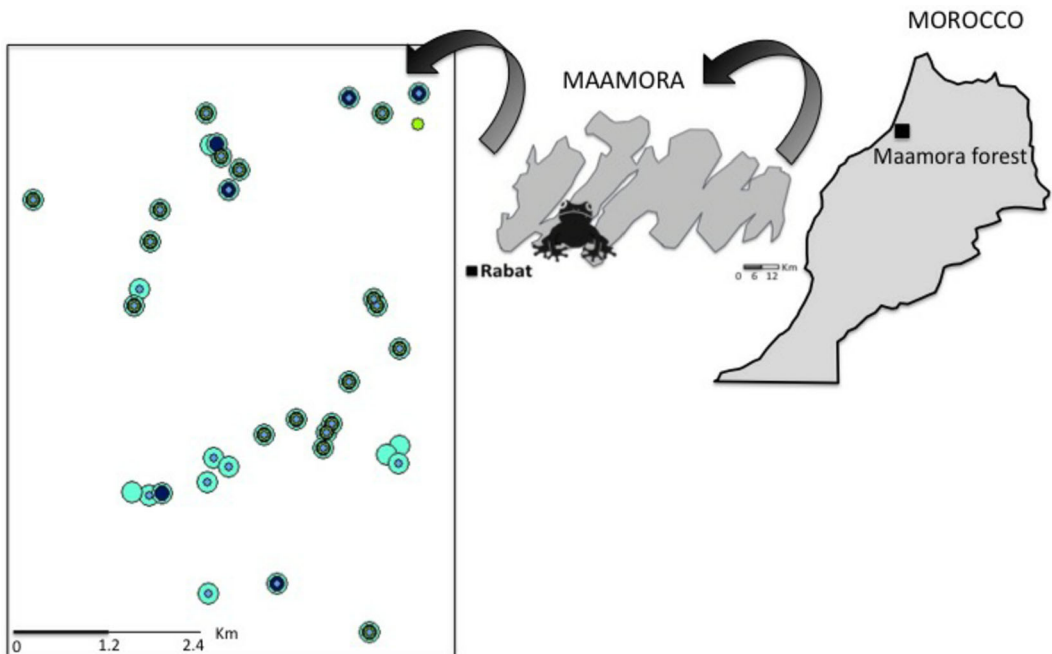 MOROCCO
MAAMORA
Maamora forest
Rabat
Km
0 6 12
Km
0 1.2 2.4